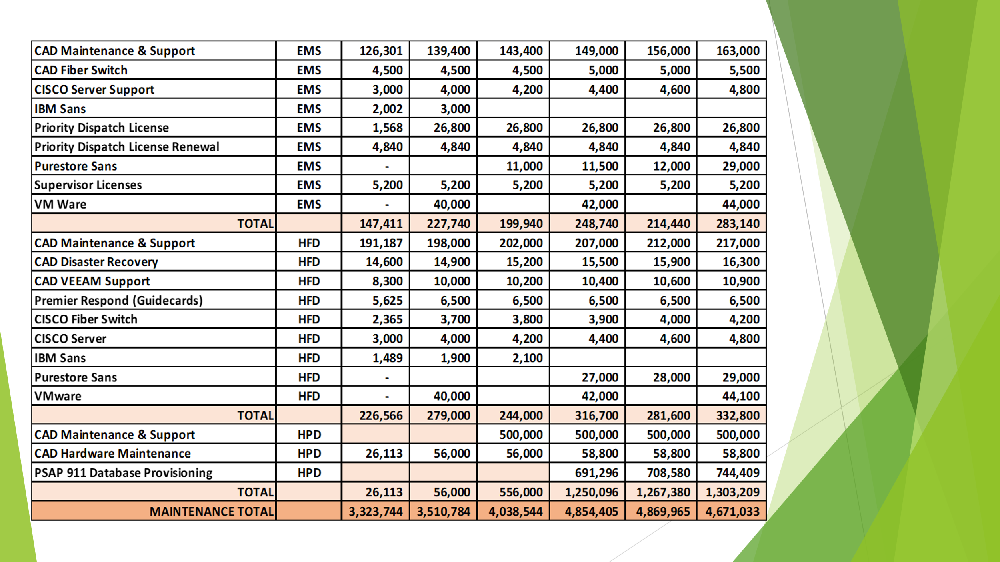 CAD Maintenance & Support EMS 126,301 139,400 143,400 149,000 156,000 163,000
CAD Fiber Switch EMS 4,500 4,500 4,500 5,000 5,000 5,500
CISCO Server Support EMS 3,000 4,000 4,200 4,400 4,600 4,800
IBM Sans EMS 2,002 3,000
Priority Dispatch License EMS 1,568 26,800 26,800 26,800 26,800 26,800
Priority Dispatch License Renewal EMS 4,840 4,840 4,840 4,840 4,840 4,840
Purestore Sans EMS - 11,000 11,500 12,000 29,000
Supervisor Licenses EMS 5,200 5,200 5,200 5,200 5,200 5,200
VM Ware EMS - 40,000 42,000 44,000
TOTAL 147,411 227,740 199,940 248,740 214,440 283,140
CAD Maintenance & Support HFD 191,187 198,000 202,000 207,000 212,000 217,000
CAD Disaster Recovery HFD 14,600 14,900 15,200 15,500 15,900 16,300
CAD VEEAM Support HFD 8,300 10,000 10,200 10,400 10,600 10,900
Premier Respond (Guidecards) HFD 5,625 6,500 6,500 6,500 6,500 6,500
CISCO Fiber Switch HFD 2,365 3,700 3,800 3,900 4,000 4,200
CISCO Server HFD 3,000 4,000 4,200 4,400 4,600 4,800
IBM Sans HFD 1,489 1,900 2,100
Purestore Sans HFD - 27,000 28,000 29,000
VMware HFD - 40,000 42,000 44,100
TOTAL 226,566 279,000 244,000 316,700 281,600 332,800
CAD Maintenance & Support HPD 500,000 500,000 500,000 500,000
CAD Hardware Maintenance HPD 26,113 56,000 56,000 58,800 58,800 58,800
PSAP 911 Database Provisioning HPD 691,296 708,580 744,409
TOTAL 26,113 56,000 556,000 1,250,096 1,267,380 1,303,209
MAINTENANCE TOTAL 3,323,744 3,510,784 4,038,544 4,854,405 4,869,965 4,671,033